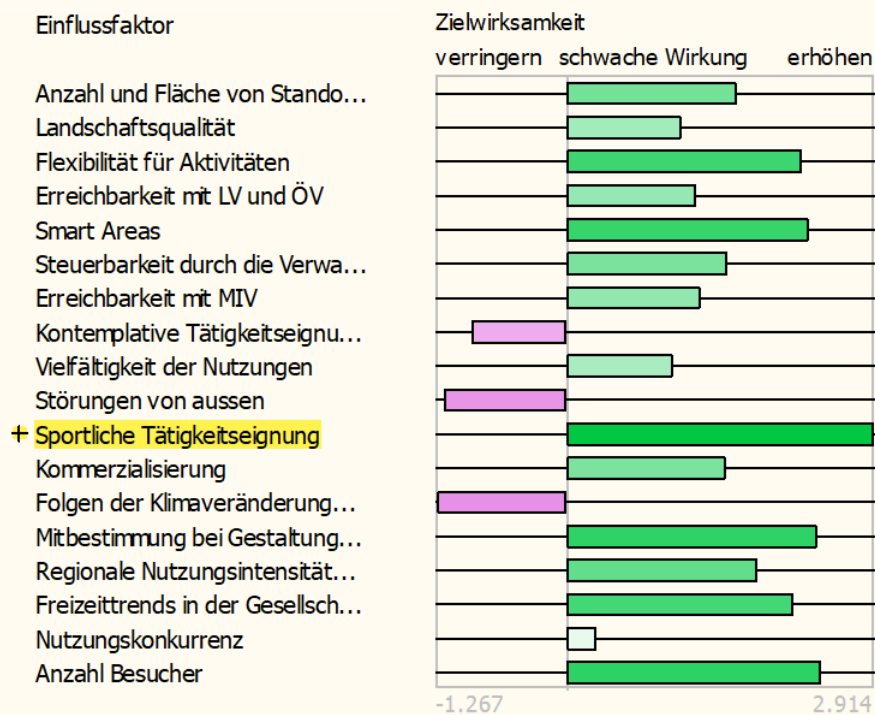 Einflussfaktor Zielwirksamkeit
verringern schwache Wirkung erhöhen
Anzahl und Fläche von Stando...
Landschaftsqualität
Flexibilität für Aktivitäten
Erreichbarkeit mit LV und ÖV
Smart Areas
Steuerbarkeit durch die Verwa...
Erreichbarkeit mit MIV
Kontemplative Tätigkeitseignu...
Vielfältigkeit der Nutzungen
Störungen von aussen
+ Sportliche Tätigkeitseignung
Kommerzialisierung
Folgen der Klimaveränderung...
Mitbestimmung bei Gestaltung...
Regionale Nutzungsintensität...
Freizeittrends in der Gesellsch...
Nutzungskonkurrenz
Anzahl Besucher
-1.267 2.914